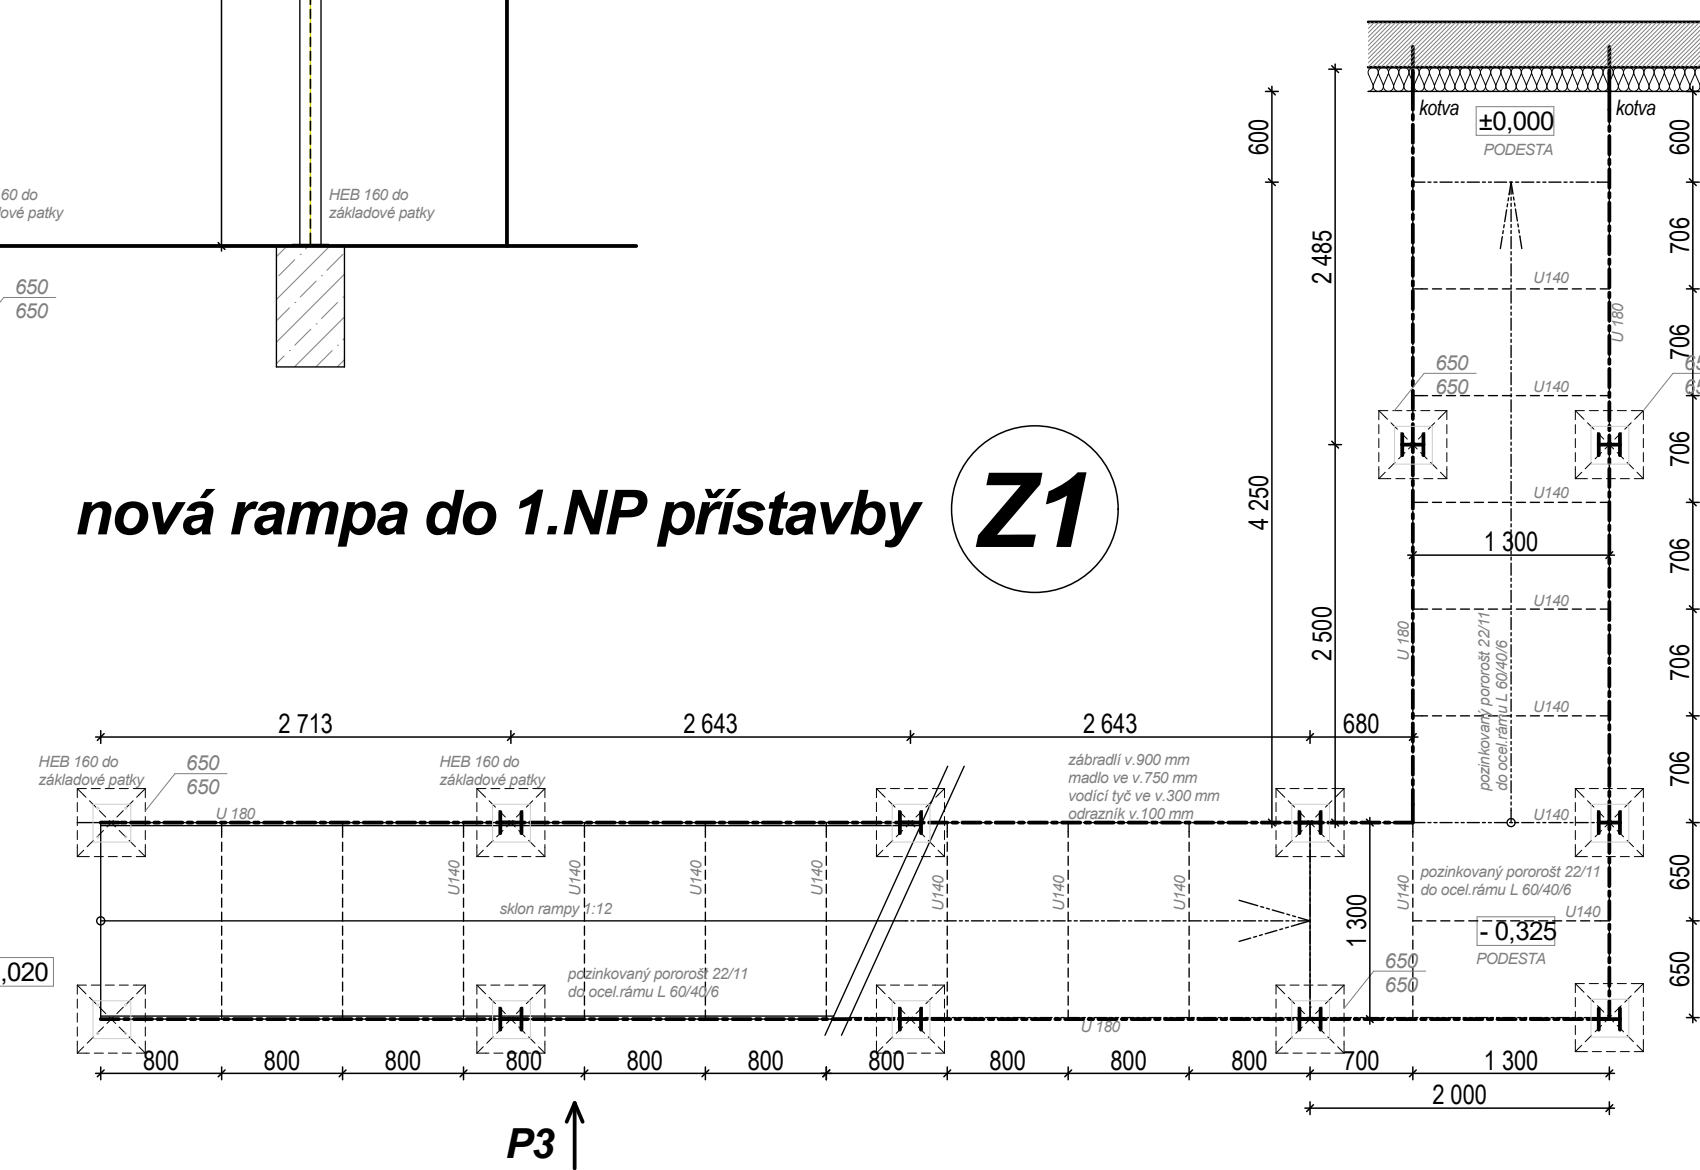 60 do
ové patky
HEB 160 do
základové patky
650
650
nová rampa do 1.NP přístavby
Z1
600
4 250
2 485
2 500
kotva
±0,000
PODESTA
kotva
600
706
706
706
706
706
706
650
650
U140
U140
U140
U140
U140
U140
U 180
U 180
650
650
65
65
1 300
pozinkovaný pororošt 22/11
do ocel.rámu L 60/40/6
2 713
2 643
2 643
680
HEB 160 do
základové patky
650
650
HEB 160 do
základové patky
zábradlí v.900 mm
madlo ve v.750 mm
vodící tyč ve v.300 mm
odrazník v.100 mm
U 180
U140
U140
U140
U140
U140
U140
U140
U140
sklon rampy 1:12
pozinkovaný pororošt 22/11
do ocel.rámu L 60/40/6
1 300
pozinkovaný pororošt 22/11
do ocel.rámu L 60/40/6
U140
- 0,325
PODESTA
650
650
,020
U 180
800
800
800
800
800
800
800
800
800
800
700
1 300
2 000
P3